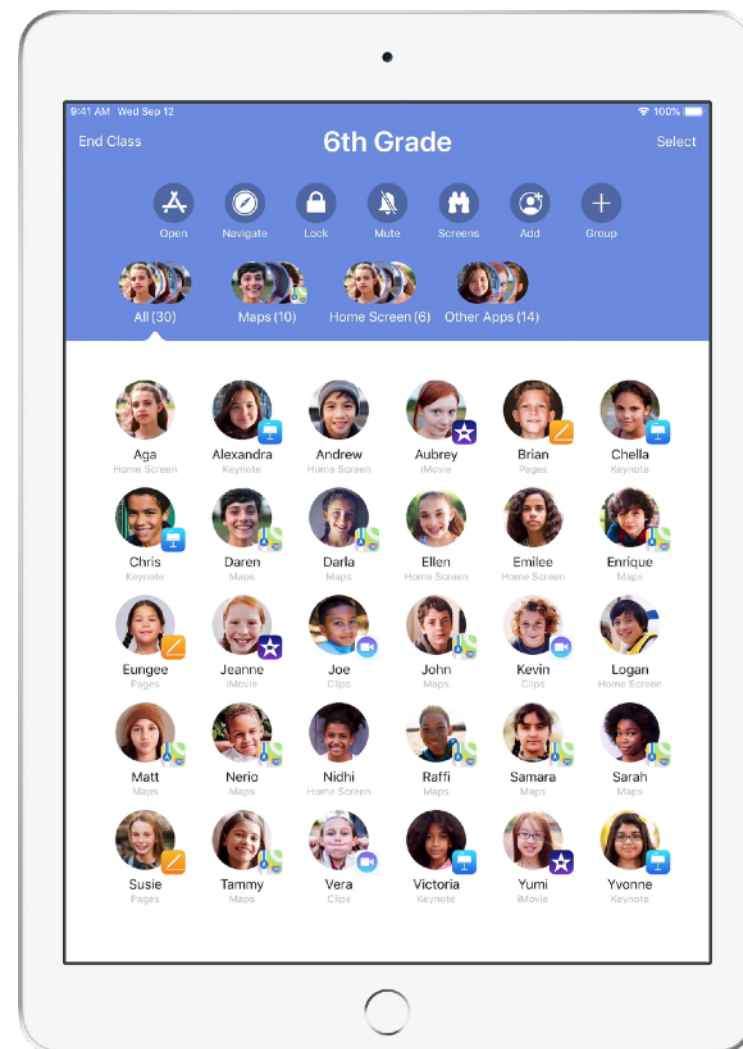 9:41 AM Wed Sep 12 100%
End Class 6th Grade Select
Open Navigate Lock Mute Screens Add Group
All (30) Maps (10) Home Screen (6) Other Apps (14)
Aga Alexandra Andrew Aubrey Brian Chella
Home Screen Keynote Home Screen iMovie Pages Keynote
Chris Daren Darla Ellen Emilee Enrique
Keynote Maps Maps Home Screen Home Screen Maps
Eungee Jeanne Joe John Kevin Logan
Pages iMovie Clips Maps Clips Home Screen
Matt Nerio Nidhi Raffi Samara Sarah
Maps Maps Home Screen Maps Maps Maps
Susie Tammy Vera Victoria Yumi Yvonne
Pages Maps Clips Keynote iMovie Keynote